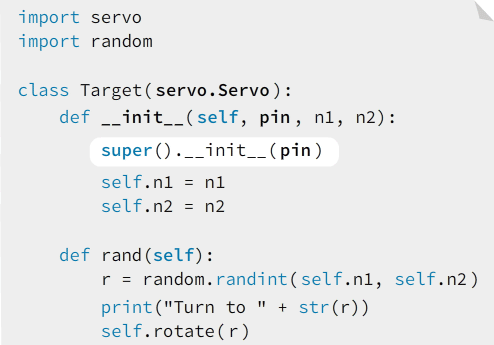 import servo
import random
class Target(servo.Servo):
def __init__(self, pin, n1, n2):
super().__init__(pin)
self.n1 = n1
self.n2 = n2
def rand(self):
r = random.randint(self.n1, self.n2)
print("Turn to " + str(r))
self.rotate(r)